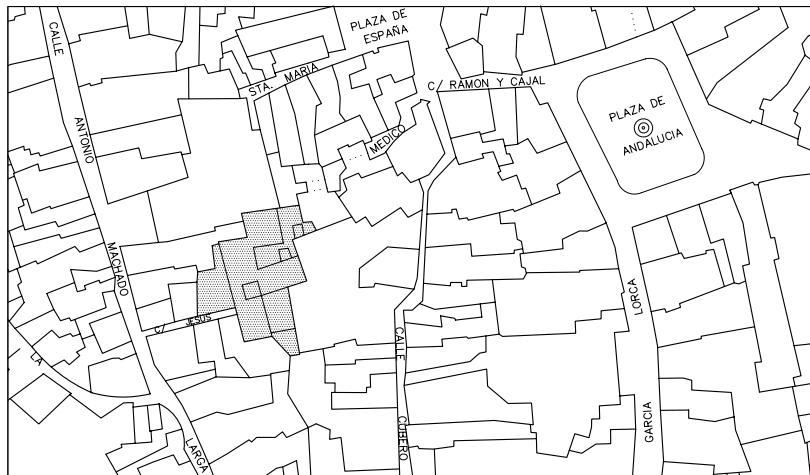 CALLE
ANTONIO
MACHADO
PLAZA DE
ESPAÑA
STA. MARIA
C/ RAMON Y CAJAL
MEDICO
PLAZA DE
ANDALUCIA
C/ JESUS
LA
LARGA
CALLE
CUBERO
LORCA
GARCIA